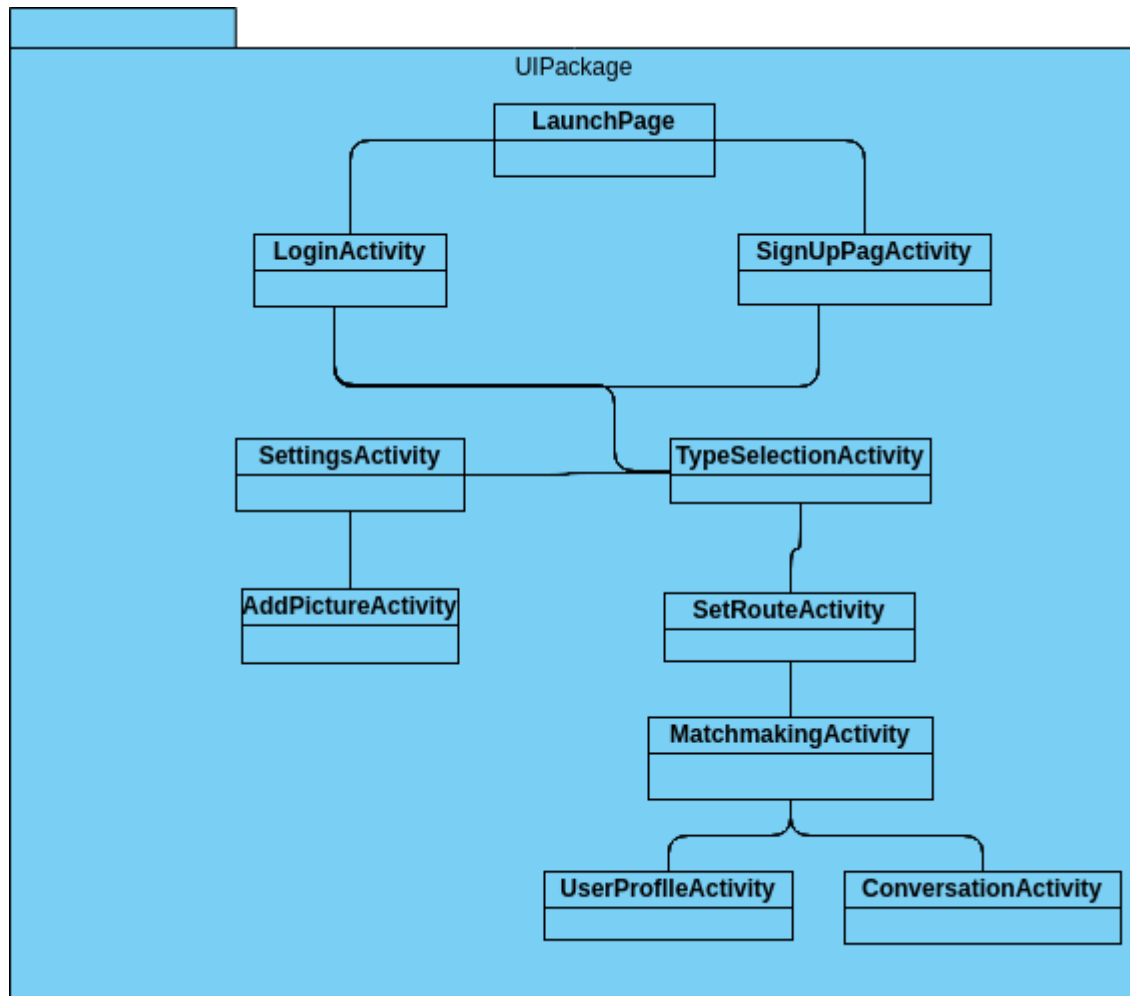 UIPackage
LaunchPage
LoginActivity
SignUpPagActivity
SettingsActivity
TypeSelectionActivity
AddPictureActivity
SetRouteActivity
MatchmakingActivity
UserProfIleActivity
ConversationActivity